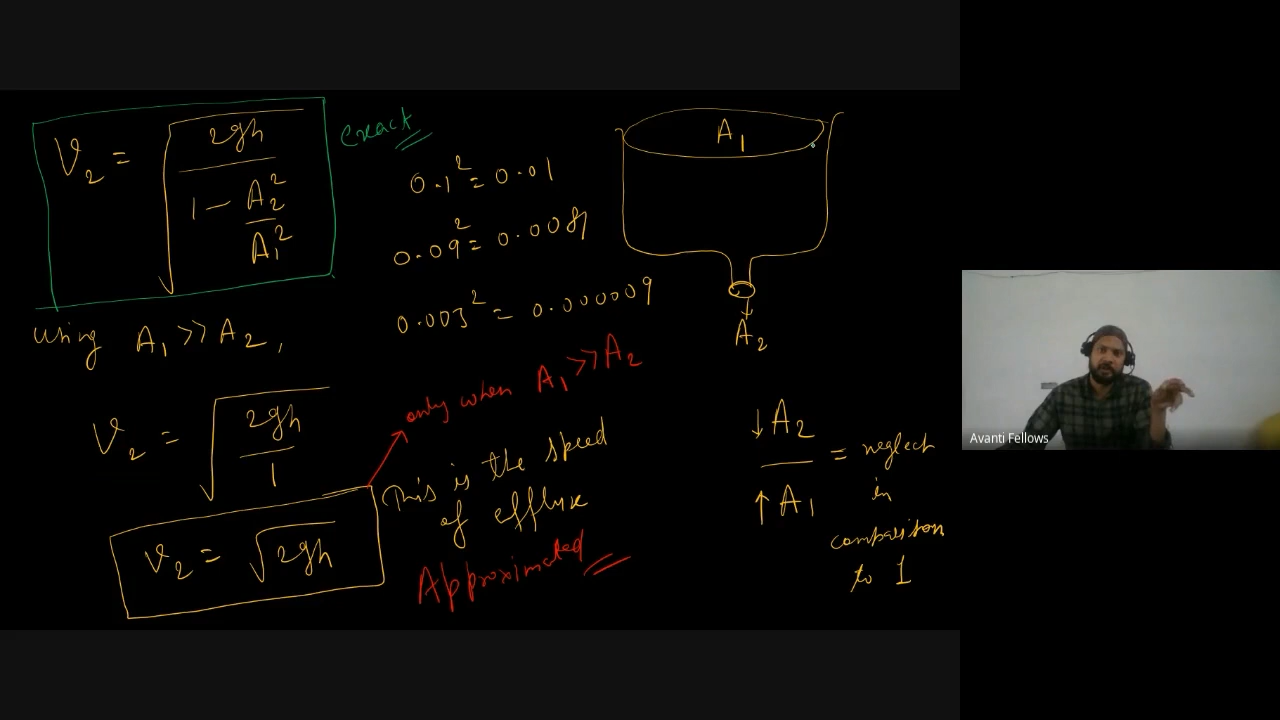 V₂ = √(2gh / (1 - A₂²/A₁²))
exact
0.1² = 0.01
0.09² = 0.0081
0.003² = 0.000009
A₁
A₂
Using A₁ >> A₂,
V₂ = √(2gh / 1)
only when A₁ >> A₂
V₂ = √2gh
This is the speed
of efflux
Approximated
↓ A₂ / ↑ A₁ = neglect
in
comparison
to 1
Avanti Fellows